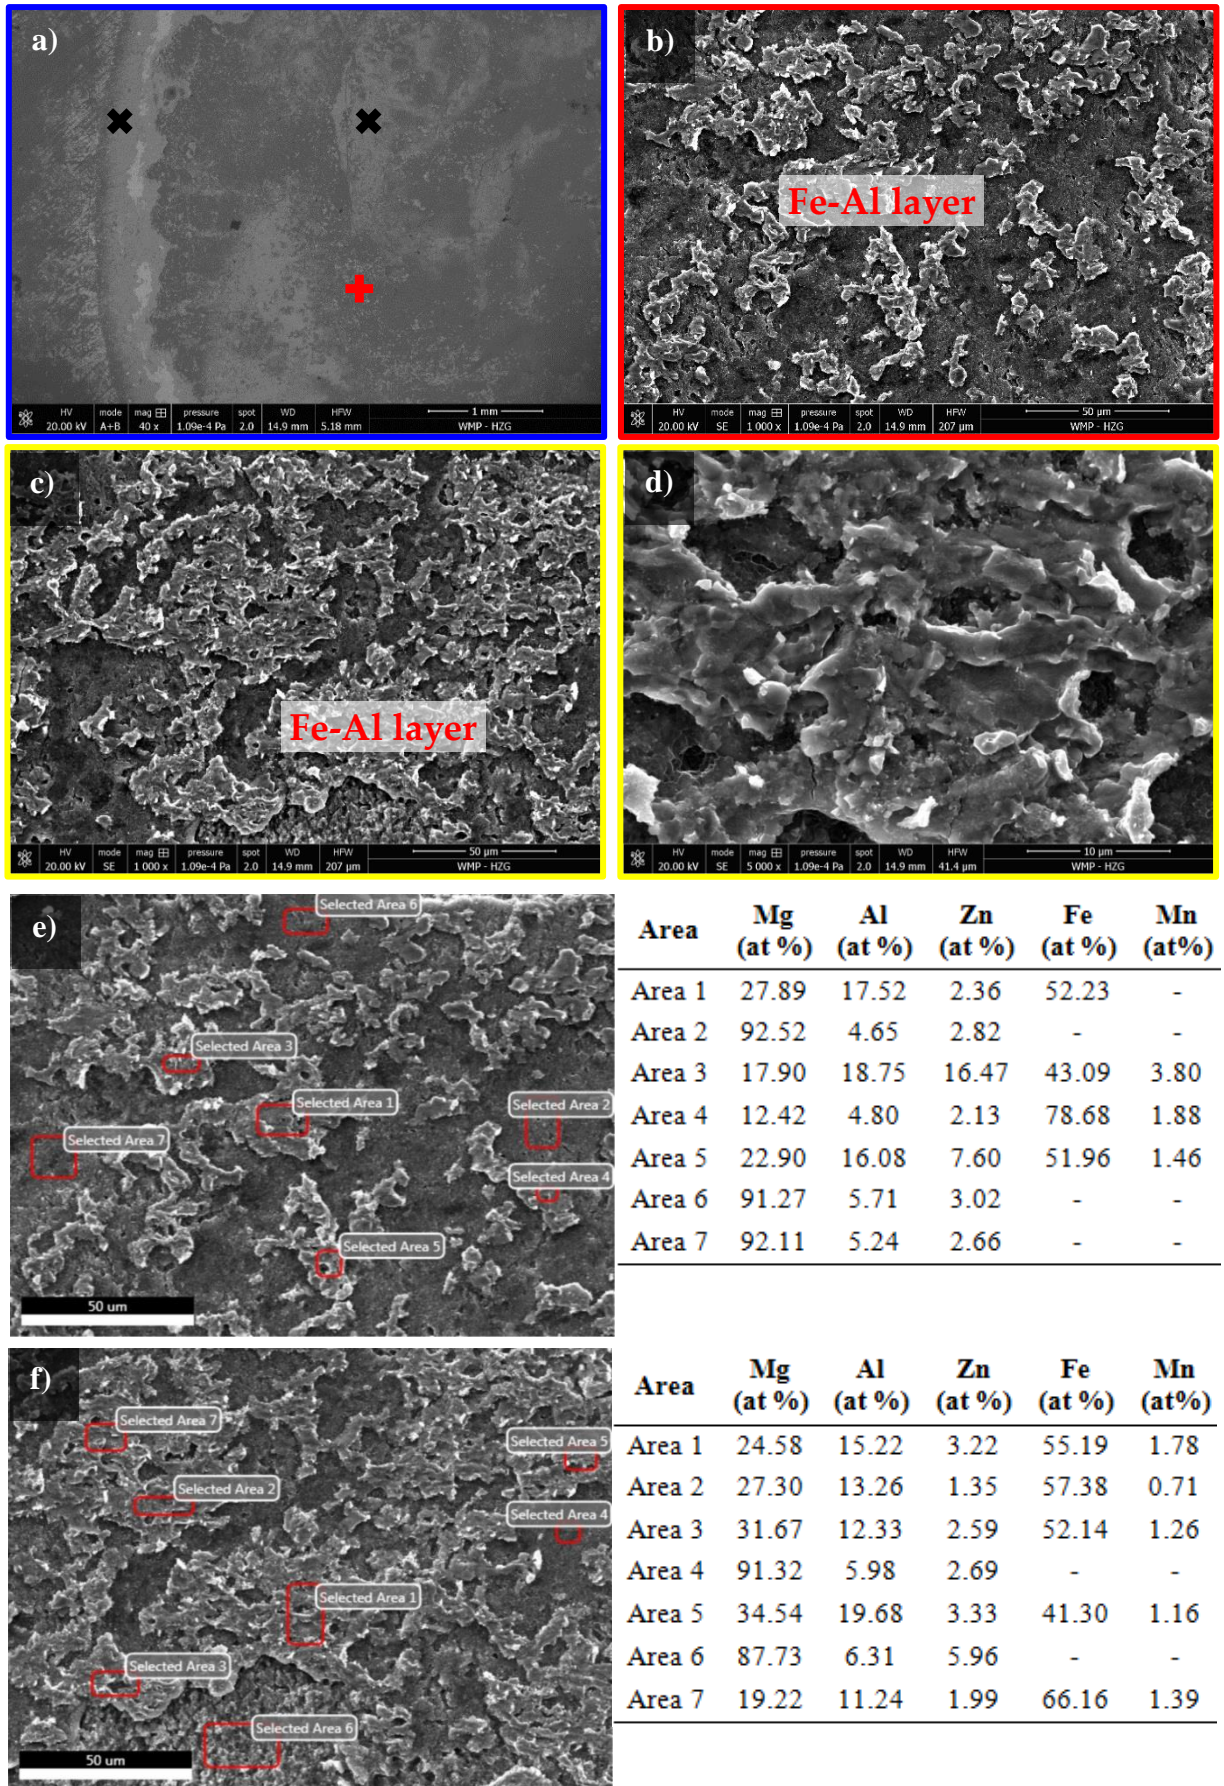 a)
HV mode mag pressure spot WD HFW 1 mm
20.00 kV A+B 40 x 1.09e-4 Pa 2.0 14.9 mm 5.18 mm WMP - HZG
b)
Fe-Al layer
HV mode mag pressure spot WD HFW 50 µm
20.00 kV SE 1 000 x 1.09e-4 Pa 2.0 14.9 mm 207 µm WMP - HZG
c)
Fe-Al layer
HV mode mag pressure spot WD HFW 50 µm
20.00 kV SE 1 000 x 1.09e-4 Pa 2.0 14.9 mm 207 µm WMP - HZG
d)
HV mode mag pressure spot WD HFW 10 µm
20.00 kV SE 5 000 x 1.09e-4 Pa 2.0 14.9 mm 41.4 µm WMP - HZG
e)
Selected Area 6
Selected Area 3
Selected Area 1
Selected Area 2
Selected Area 7
Selected Area 4
Selected Area 5
50 um
Area Mg (at %) Al (at %) Zn (at %) Fe (at %) Mn (at%)
Area 1 27.89 17.52 2.36 52.23 -
Area 2 92.52 4.65 2.82 - -
Area 3 17.90 18.75 16.47 43.09 3.80
Area 4 12.42 4.80 2.13 78.68 1.88
Area 5 22.90 16.08 7.60 51.96 1.46
Area 6 91.27 5.71 3.02 - -
Area 7 92.11 5.24 2.66 - -
f)
Selected Area 7
Selected Area 5
Selected Area 2
Selected Area 4
Selected Area 1
Selected Area 3
Selected Area 6
50 um
Area Mg (at %) Al (at %) Zn (at %) Fe (at %) Mn (at%)
Area 1 24.58 15.22 3.22 55.19 1.78
Area 2 27.30 13.26 1.35 57.38 0.71
Area 3 31.67 12.33 2.59 52.14 1.26
Area 4 91.32 5.98 2.69 - -
Area 5 34.54 19.68 3.33 41.30 1.16
Area 6 87.73 6.31 5.96 - -
Area 7 19.22 11.24 1.99 66.16 1.39